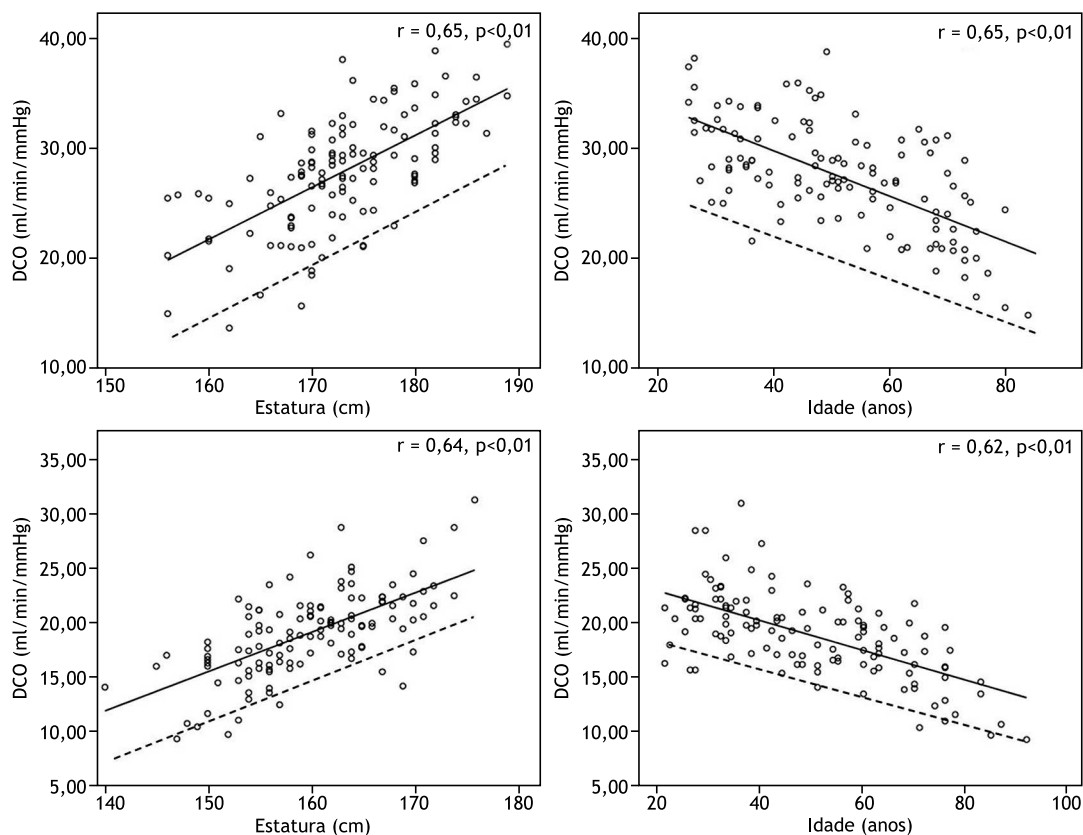 r = 0,65, p<0,01
DCO (ml/min/mmHg)
40,00
30,00
20,00
10,00
150 160 170 180 190
Estatura (cm)
r = 0,65, p<0,01
DCO (ml/min/mmHg)
40,00
30,00
20,00
10,00
20 40 60 80
Idade (anos)
r = 0,64, p<0,01
DCO (ml/min/mmHg)
35,00
30,00
25,00
20,00
15,00
10,00
5,00
140 150 160 170 180
Estatura (cm)
r = 0,62, p<0,01
DCO (ml/min/mmHg)
35,00
30,00
25,00
20,00
15,00
10,00
5,00
20 40 60 80 100
Idade (anos)